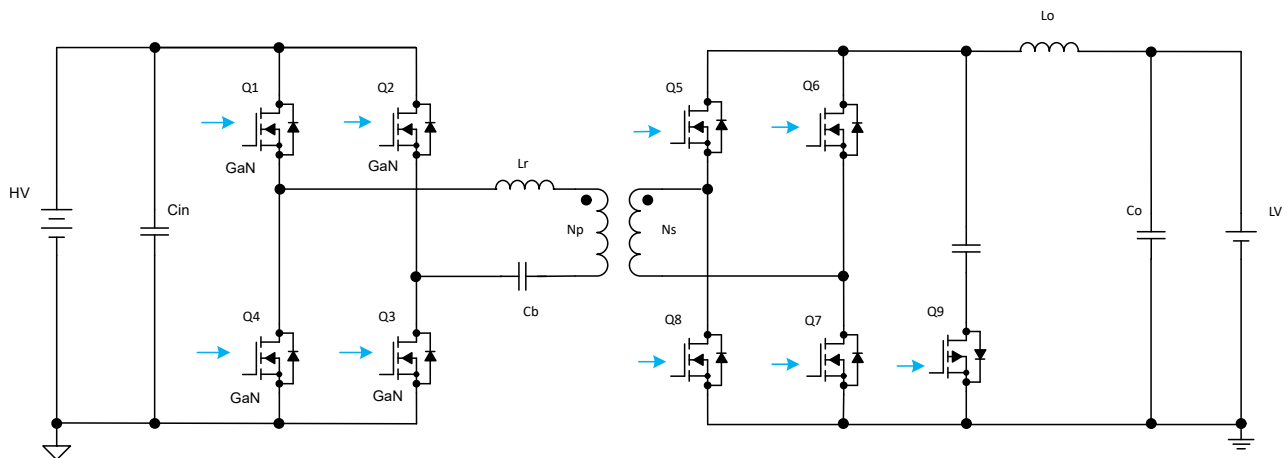 Lo
Q1
Q2
Q5
Q6
GaN
GaN
Lr
HV
Cin
Np
Ns
Co
LV
Cb
Q4
Q3
Q8
Q7
Q9
GaN
GaN